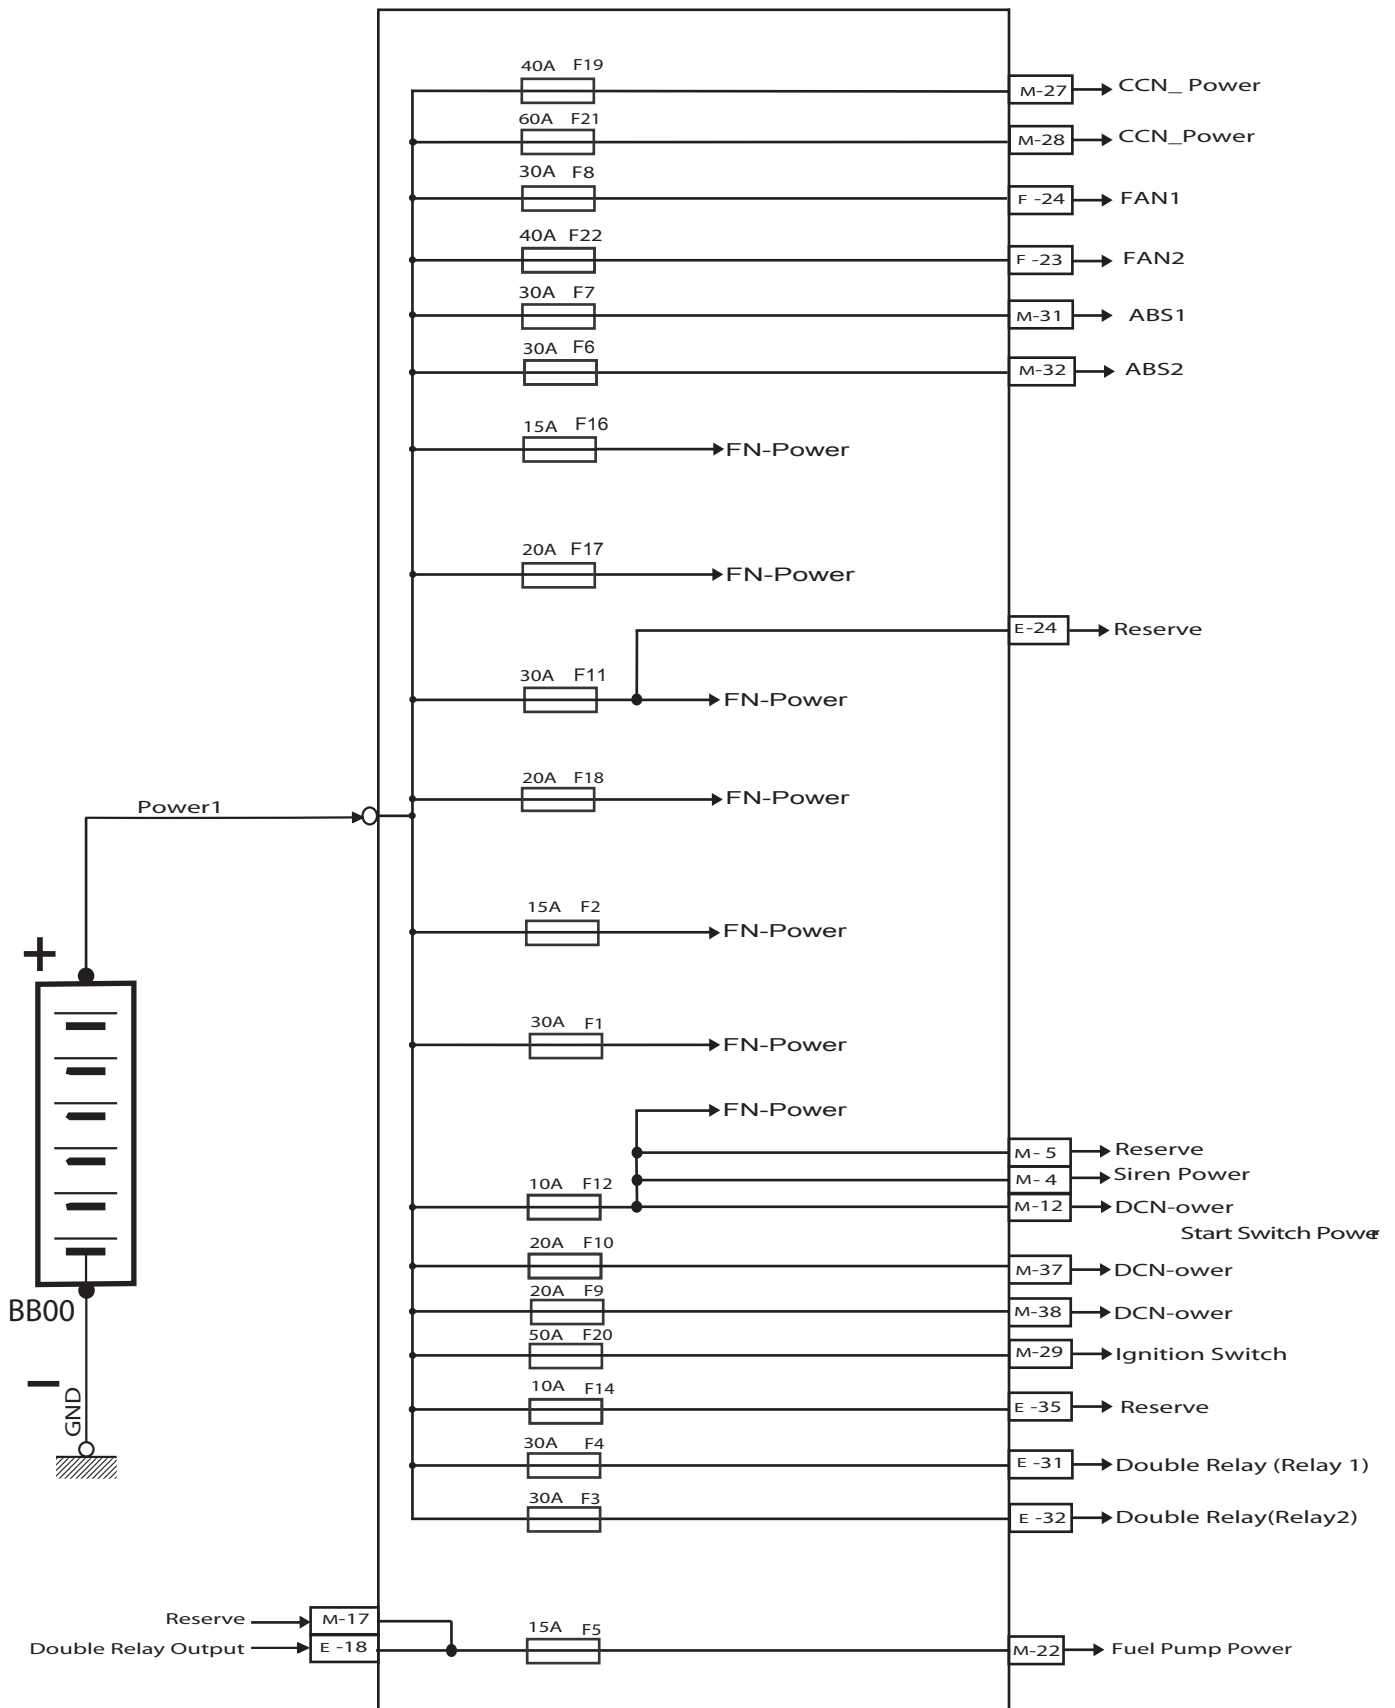 40A F19
M-27 CCN_ Power
60A F21
M-28 CCN_Power
30A F8
F -24 FAN1
40A F22
F -23 FAN2
30A F7
M-31 ABS1
30A F6
M-32 ABS2
15A F16
FN-Power
20A F17
FN-Power
E-24 Reserve
30A F11
FN-Power
20A F18
FN-Power
Power1
15A F2
FN-Power
+
30A F1
FN-Power
FN-Power
M- 5 Reserve
M- 4 Siren Power
10A F12
M-12 DCN-ower
Start Switch Power
20A F10
M-37 DCN-ower
20A F9
M-38 DCN-ower
BB00
50A F20
M-29 Ignition Switch
–
GND
10A F14
E -35 Reserve
30A F4
E -31 Double Relay (Relay 1)
30A F3
E -32 Double Relay(Relay2)
Reserve M-17
15A F5
Double Relay Output E -18
M-22 Fuel Pump Power